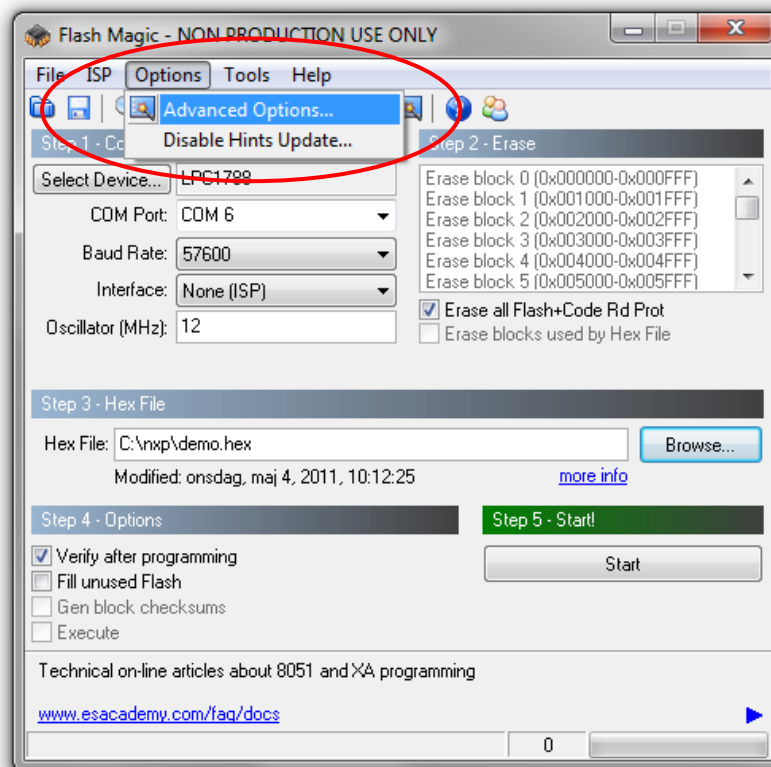 Flash Magic - NON PRODUCTION USE ONLY
File ISP Options Tools Help
Advanced Options...
Disable Hints Update...
Step 1 - Co
Select Device... LPC1788
COM Port: COM 6
Baud Rate: 57600
Interface: None (ISP)
Oscillator (MHz): 12
Step 2 - Erase
Erase block 0 (0x000000-0x000FFF)
Erase block 1 (0x001000-0x001FFF)
Erase block 2 (0x002000-0x002FFF)
Erase block 3 (0x003000-0x003FFF)
Erase block 4 (0x004000-0x004FFF)
Erase block 5 (0x005000-0x005FFF)
Erase all Flash+Code Rd Prot
Erase blocks used by Hex File
Step 3 - Hex File
Hex File: C:\nxp\demo.hex Browse...
Modified: onsdag, maj 4, 2011, 10:12:25 more info
Step 4 - Options
Verify after programming
Fill unused Flash
Gen block checksums
Execute
Step 5 - Start!
Start
Technical on-line articles about 8051 and XA programming
www.esacademy.com/faq/docs
0